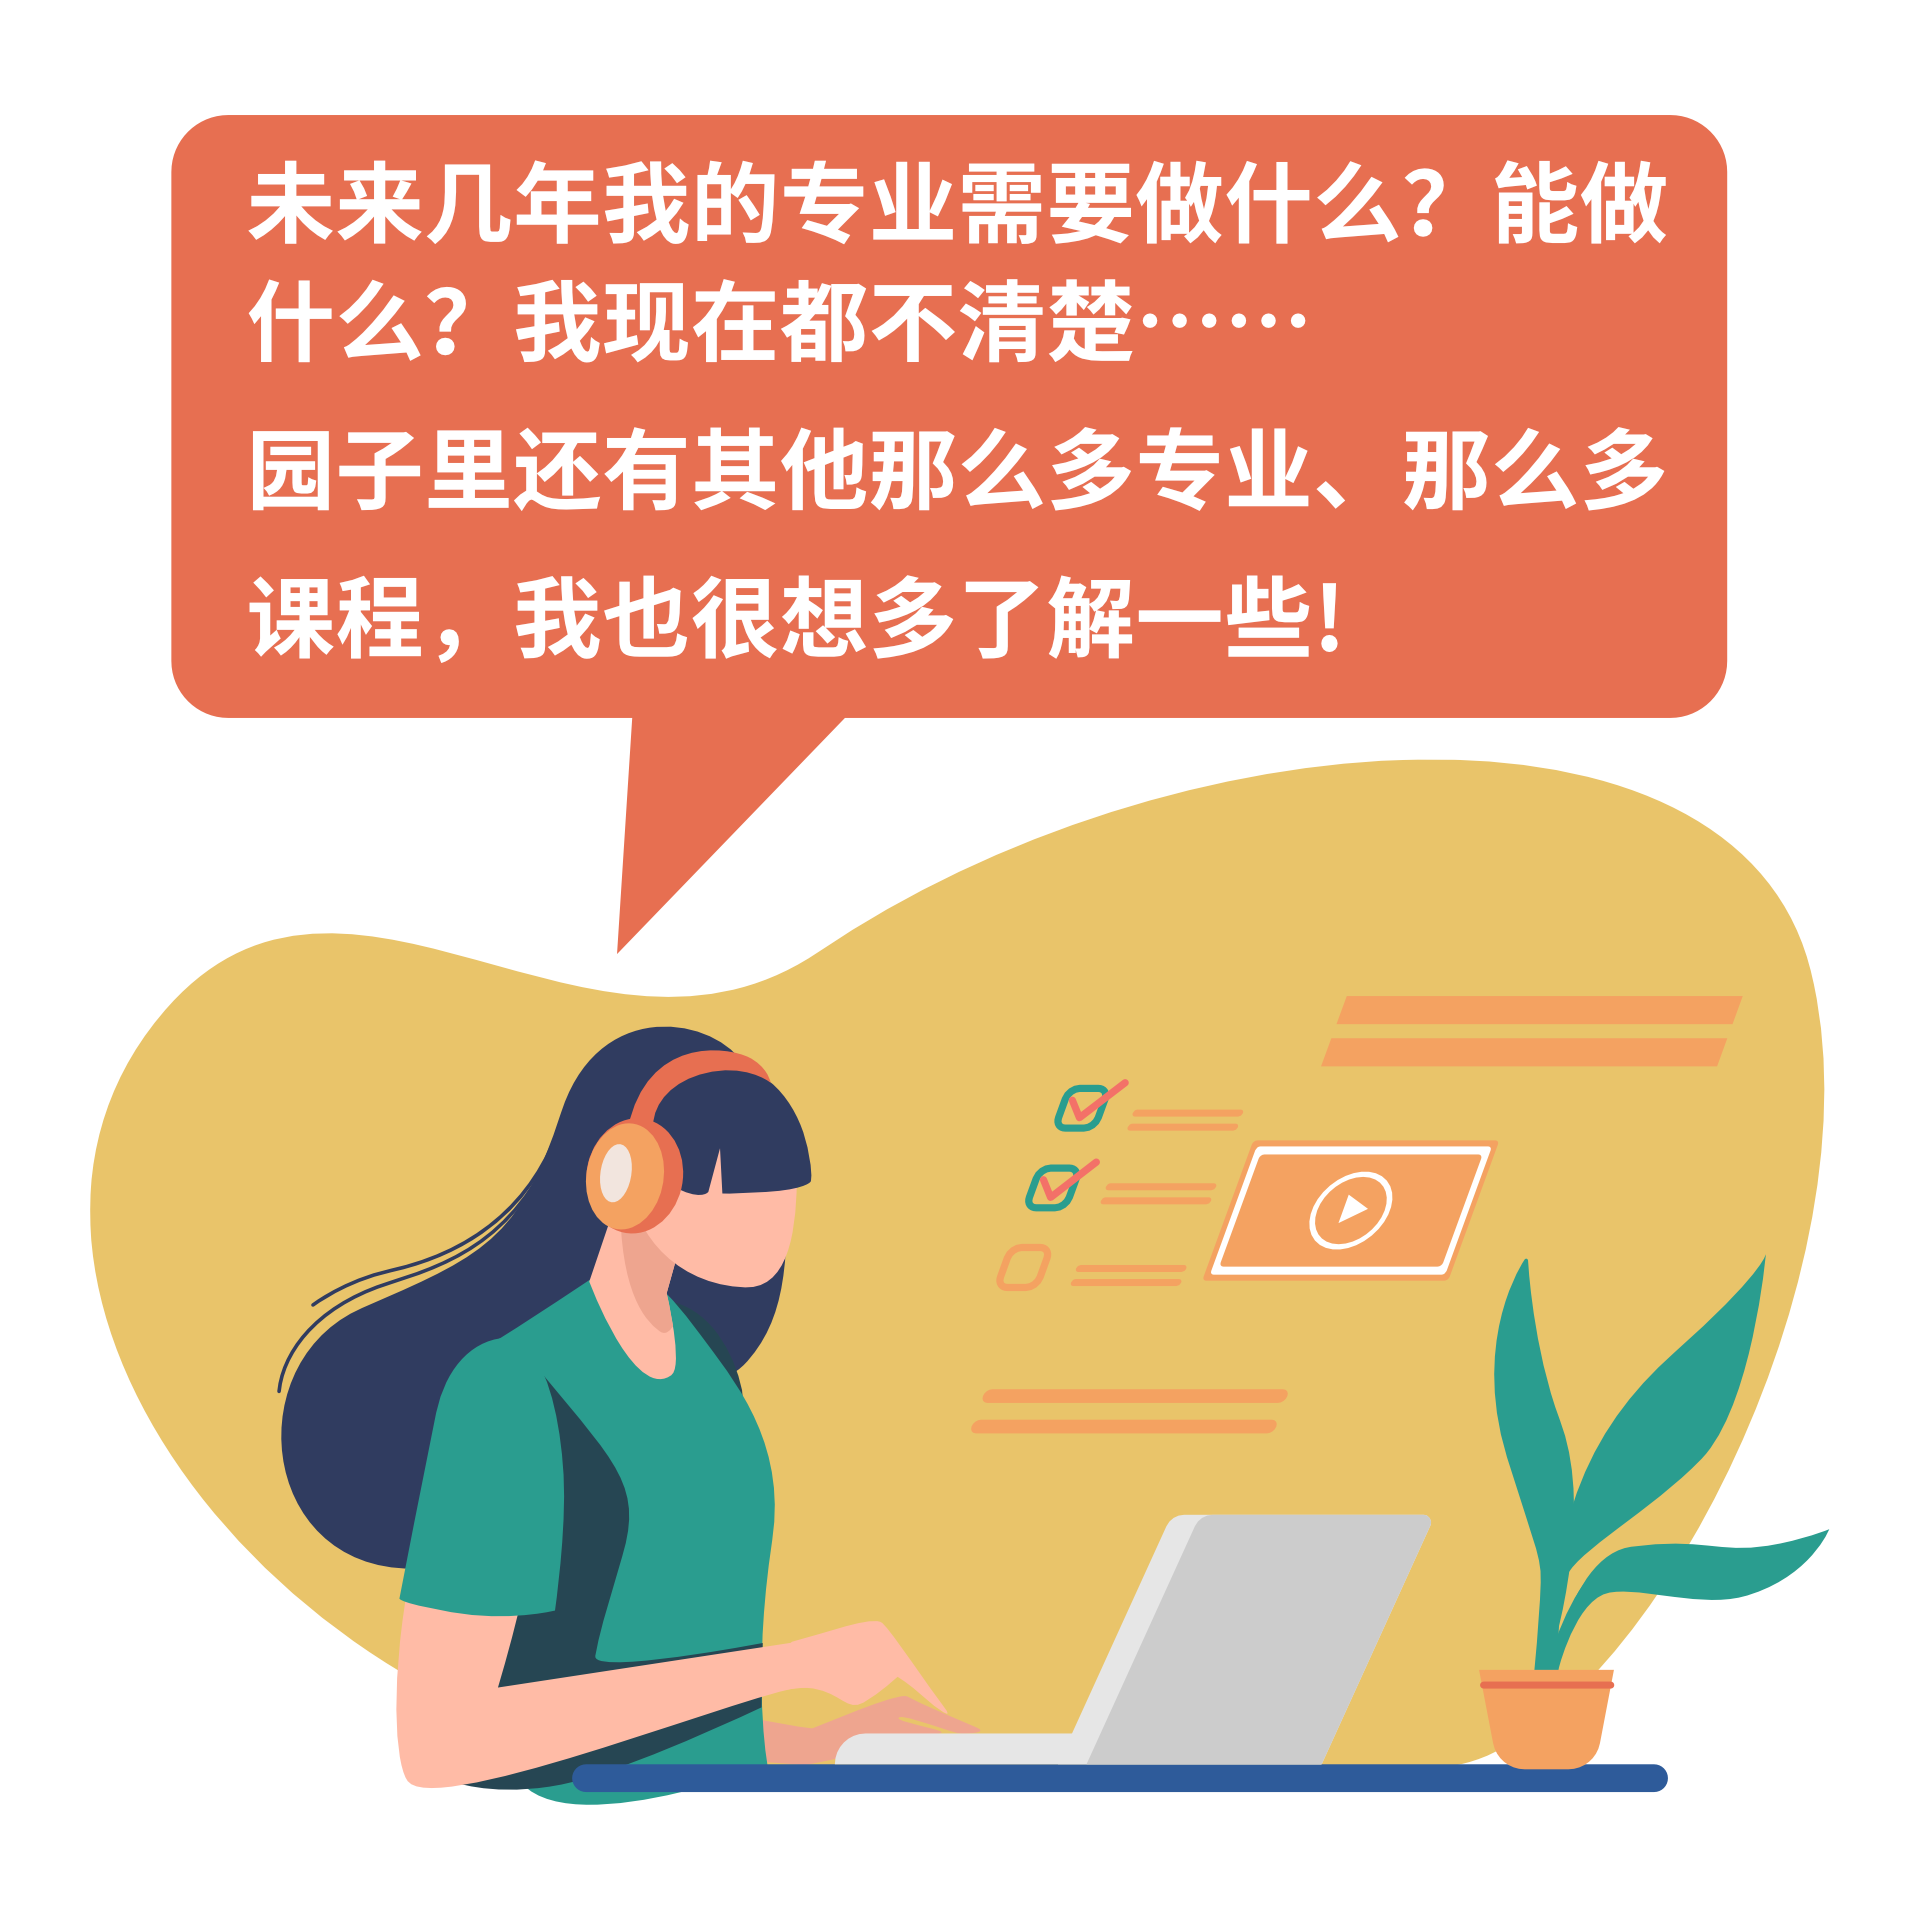 未来几年我的专业需要做什么？能做
什么？我现在都不清楚……
园子里还有其他那么多专业、那么多
课程，我也很想多了解一些!